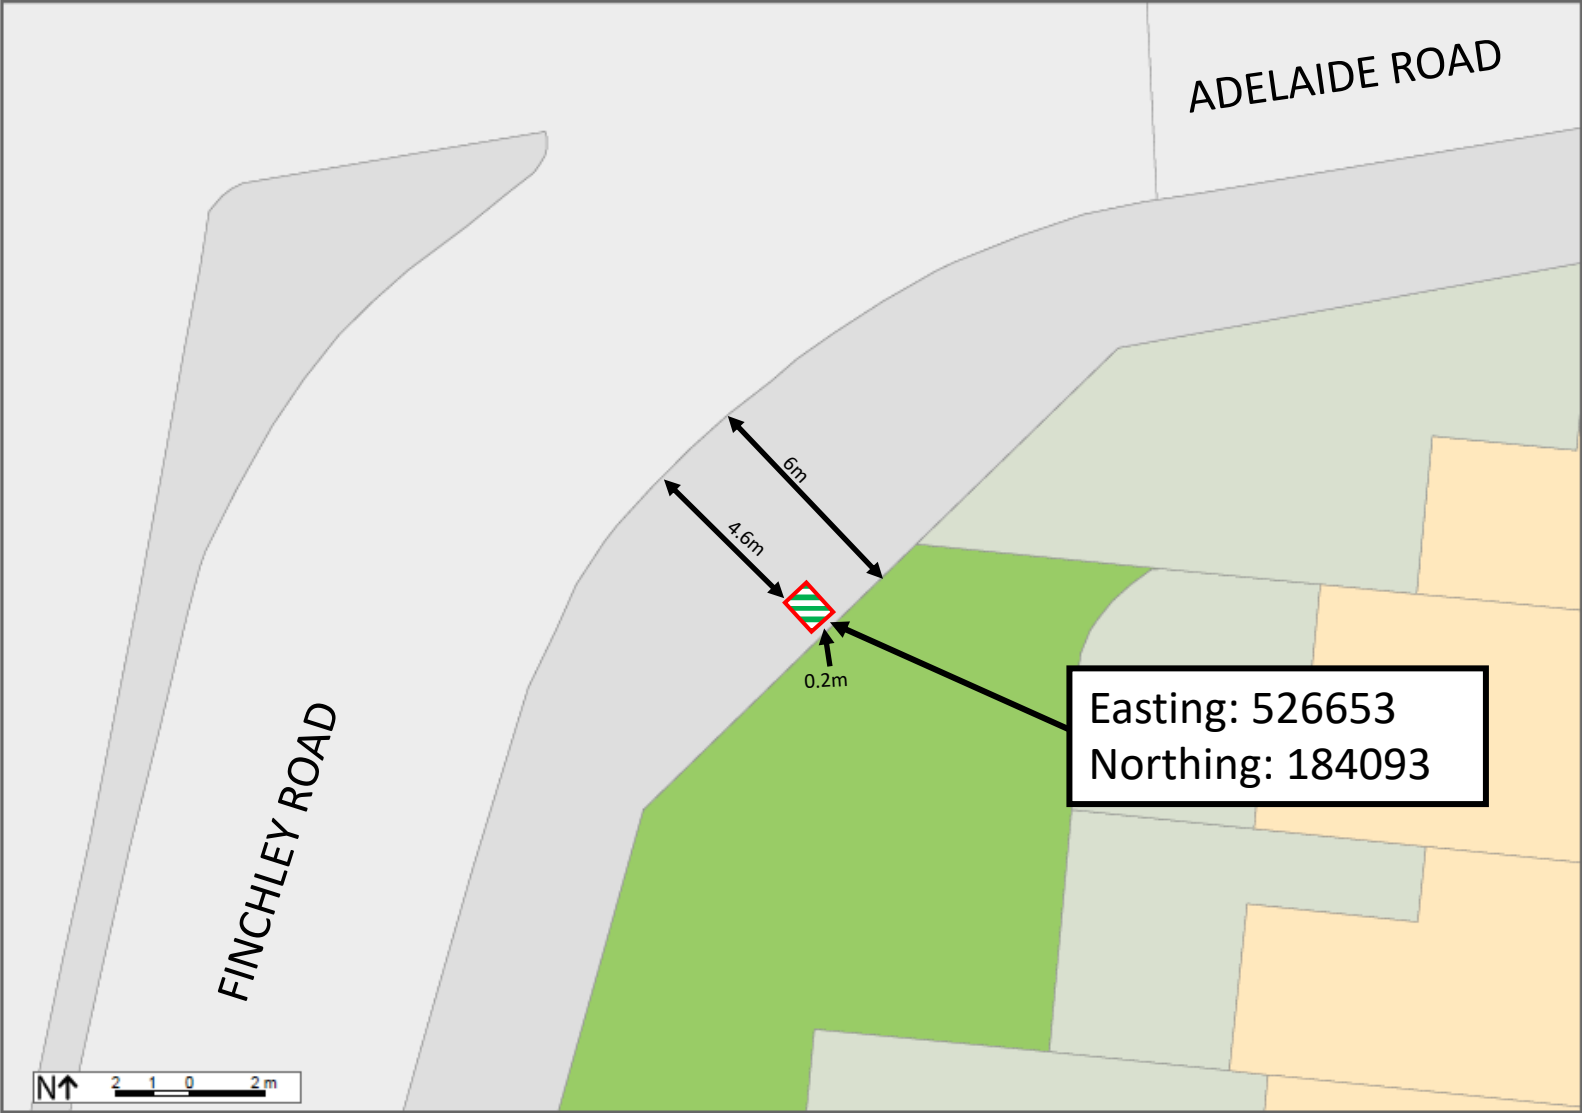 ADELAIDE ROAD
6m
4.6m
0.2m
Easting: 526653
Northing: 184093
FINCHLEY ROAD
N 2 1 0 2 m